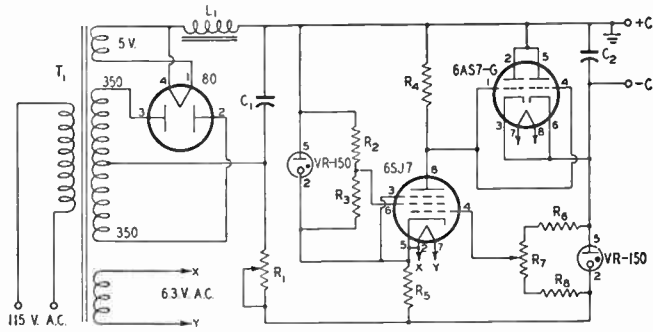 L₁
+C
5 V.
T₁
4
1
80
350
3
2
C₁
R₄
6AS7-G
2
5
1
4
3
7
8
6
C₂
-C
5
VR-150
2
R₂
R₃
6SJ7
8
3
6
4
5
2
7
X
Y
R₅
R₆
R₇
R₈
5
VR-150
2
350
R₁
X
6.3 V. A.C.
Y
115 V. A.C.